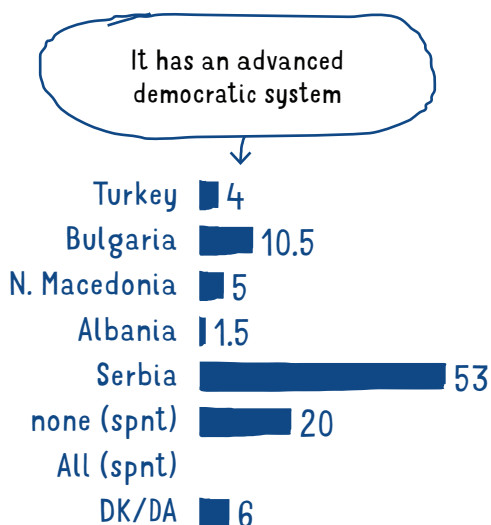 It has an advanced
democratic system
Turkey 4
Bulgaria 10.5
N. Macedonia 5
Albania 1.5
Serbia 53
none (spnt) 20
All (spnt)
DK/DA 6